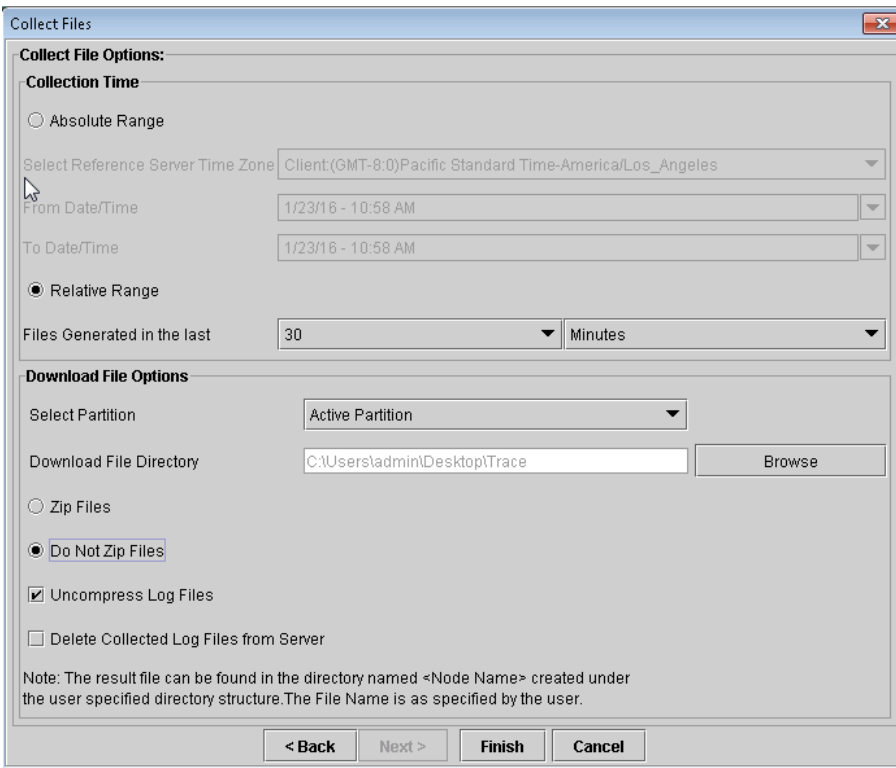 Collect Files
Collect File Options:
Collection Time
Absolute Range
Select Reference Server Time Zone Client:(GMT-8:0)Pacific Standard Time-America/Los_Angeles
From Date/Time 1/23/16 - 10:58 AM
To Date/Time 1/23/16 - 10:58 AM
Relative Range
Files Generated in the last 30 Minutes
Download File Options
Select Partition Active Partition
Download File Directory C:\Users\admin\Desktop\Trace Browse
Zip Files
Do Not Zip Files
Uncompress Log Files
Delete Collected Log Files from Server
Note: The result file can be found in the directory named <Node Name> created under
the user specified directory structure.The File Name is as specified by the user.
< Back Next > Finish Cancel